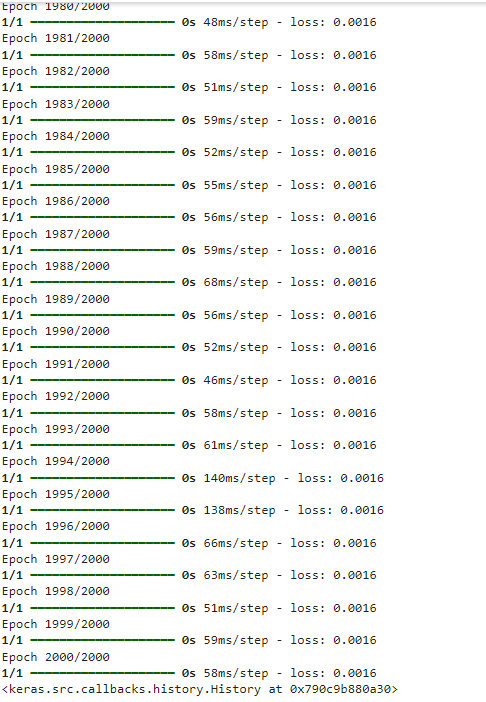 Epoch 1980/2000
1/1 ━━━━━━━━━━━━━━━━━━━━ 0s 48ms/step - loss: 0.0016
Epoch 1981/2000
1/1 ━━━━━━━━━━━━━━━━━━━━ 0s 58ms/step - loss: 0.0016
Epoch 1982/2000
1/1 ━━━━━━━━━━━━━━━━━━━━ 0s 51ms/step - loss: 0.0016
Epoch 1983/2000
1/1 ━━━━━━━━━━━━━━━━━━━━ 0s 59ms/step - loss: 0.0016
Epoch 1984/2000
1/1 ━━━━━━━━━━━━━━━━━━━━ 0s 52ms/step - loss: 0.0016
Epoch 1985/2000
1/1 ━━━━━━━━━━━━━━━━━━━━ 0s 55ms/step - loss: 0.0016
Epoch 1986/2000
1/1 ━━━━━━━━━━━━━━━━━━━━ 0s 56ms/step - loss: 0.0016
Epoch 1987/2000
1/1 ━━━━━━━━━━━━━━━━━━━━ 0s 59ms/step - loss: 0.0016
Epoch 1988/2000
1/1 ━━━━━━━━━━━━━━━━━━━━ 0s 68ms/step - loss: 0.0016
Epoch 1989/2000
1/1 ━━━━━━━━━━━━━━━━━━━━ 0s 56ms/step - loss: 0.0016
Epoch 1990/2000
1/1 ━━━━━━━━━━━━━━━━━━━━ 0s 52ms/step - loss: 0.0016
Epoch 1991/2000
1/1 ━━━━━━━━━━━━━━━━━━━━ 0s 46ms/step - loss: 0.0016
Epoch 1992/2000
1/1 ━━━━━━━━━━━━━━━━━━━━ 0s 58ms/step - loss: 0.0016
Epoch 1993/2000
1/1 ━━━━━━━━━━━━━━━━━━━━ 0s 61ms/step - loss: 0.0016
Epoch 1994/2000
1/1 ━━━━━━━━━━━━━━━━━━━━ 0s 140ms/step - loss: 0.0016
Epoch 1995/2000
1/1 ━━━━━━━━━━━━━━━━━━━━ 0s 138ms/step - loss: 0.0016
Epoch 1996/2000
1/1 ━━━━━━━━━━━━━━━━━━━━ 0s 66ms/step - loss: 0.0016
Epoch 1997/2000
1/1 ━━━━━━━━━━━━━━━━━━━━ 0s 63ms/step - loss: 0.0016
Epoch 1998/2000
1/1 ━━━━━━━━━━━━━━━━━━━━ 0s 51ms/step - loss: 0.0016
Epoch 1999/2000
1/1 ━━━━━━━━━━━━━━━━━━━━ 0s 59ms/step - loss: 0.0016
Epoch 2000/2000
1/1 ━━━━━━━━━━━━━━━━━━━━ 0s 58ms/step - loss: 0.0016
<keras.src.callbacks.history.History at 0x790c9b880a30>